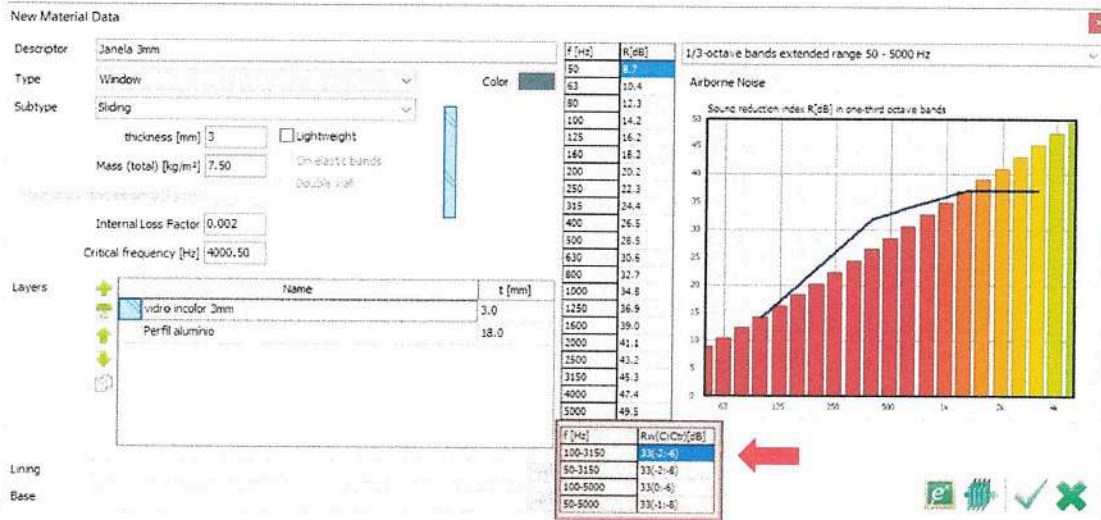 New Material Data
Descriptor Janela 3mm
Type Window Color
Subtype Sliding
thickness [mm] 3 Lightweight
Mass (total) [kg/m²] 7.50 On elastic bands
Double wall
Internal Loss Factor 0.002
Critical frequency [Hz] 4000.50
Layers
Name t [mm]
vidro incolor 3mm 3.0
Perfil alumínio 18.0
Lining
Base
f [Hz] R[dB]
50 8.7
63 10.4
80 12.3
100 14.2
125 16.2
160 18.2
200 20.2
250 22.3
315 24.4
400 26.5
500 28.5
630 30.6
800 32.7
1000 34.8
1250 36.9
1600 39.0
2000 41.1
2500 43.2
3150 45.3
4000 47.4
5000 49.5
f [Hz] Rw(C;Ctr)[dB]
100-3150 33(-2;-6)
50-3150 33(-2;-8)
100-5000 33(0;-6)
50-5000 33(-1;-8)
1/3-octave bands extended range 50 - 5000 Hz
Airborne Noise
Sound reduction index R[dB] in one-third octave bands
50
45
40
35
30
25
20
15
10
5
0
63 125 250 500 1k 2k 4k